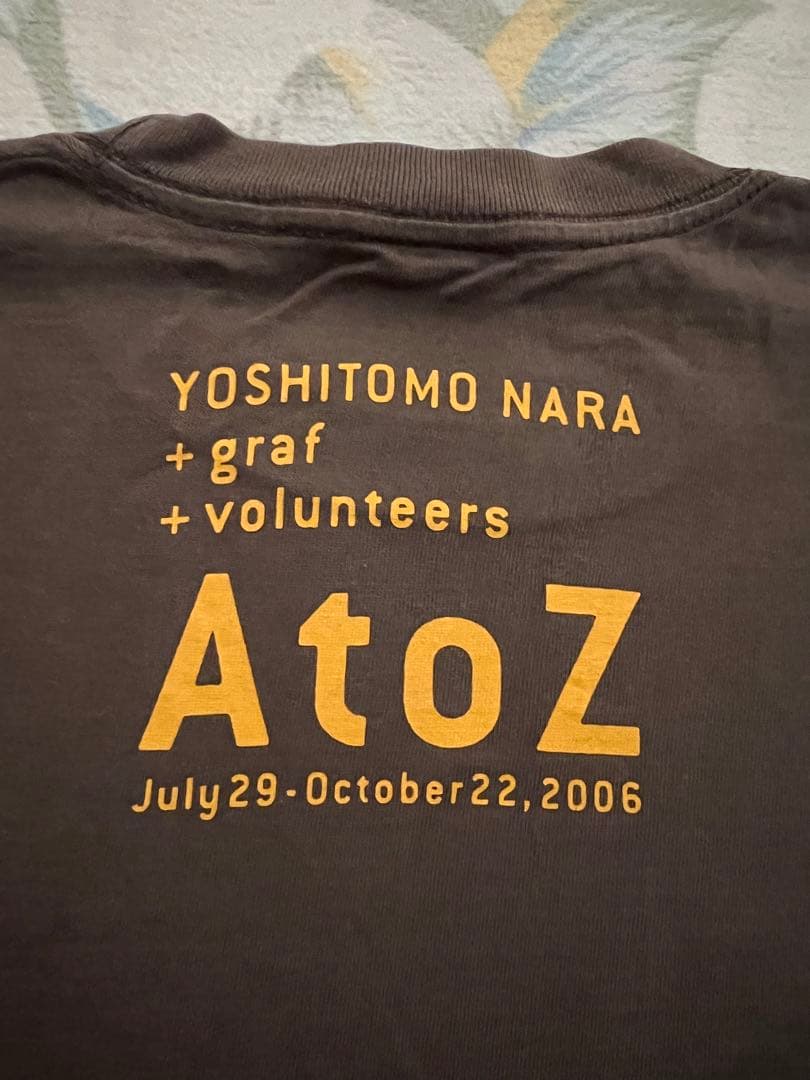 YOSHITOMO NARA
+ graf
+ volunteers
AtoZ
July 29 - October 22, 2006